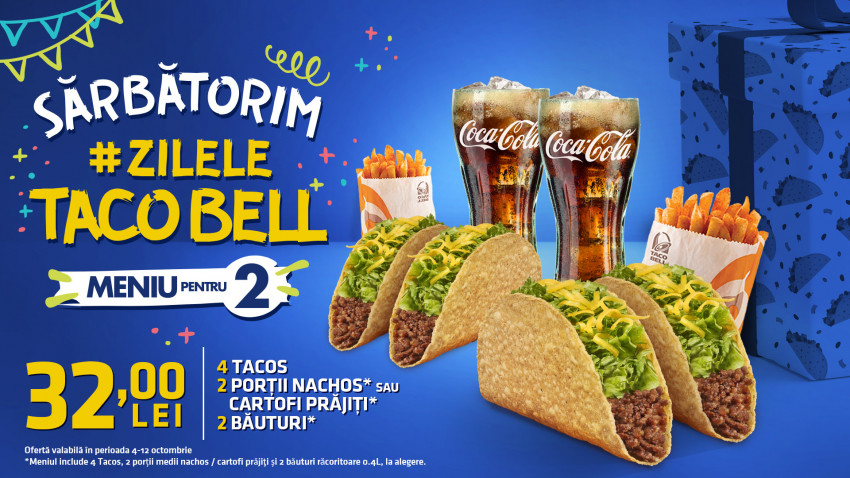 SĂRBĂTORIM
#ZILELE
TACO BELL
MENIU PENTRU 2
32,00
LEI
4 TACOS
2 PORȚII NACHOS* SAU
CARTOFI PRĂJIȚI*
2 BĂUTURI*
Ofertă valabilă în perioada 4-12 octombrie
*Meniul include 4 Tacos, 2 porții medii nachos / cartofi prăjiți și 2 băuturi răcoritoare 0.4L, la alegere.
Coca-Cola
Coca-Cola
TACO BELL
TACO
BELL